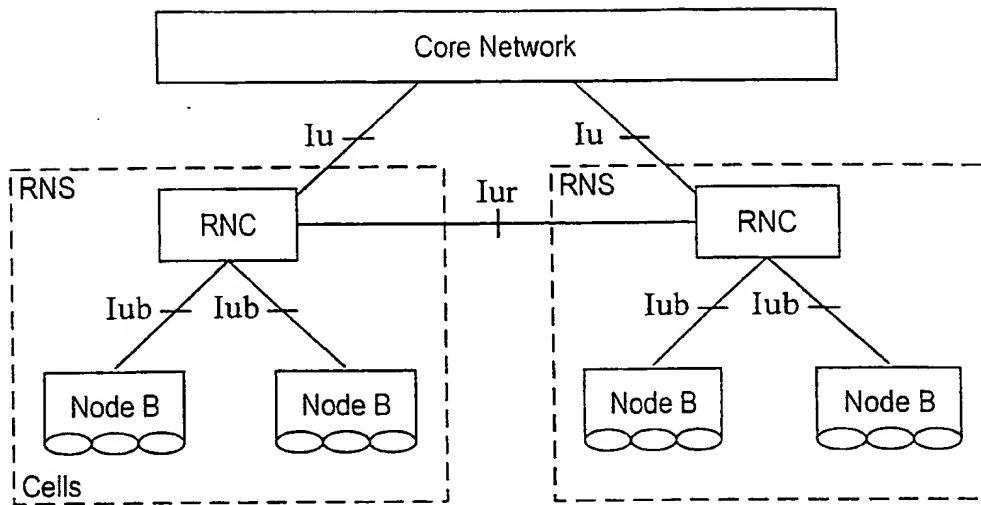 Core Network
Iu Iu
RNS RNS
RNC Iur RNC
Iub Iub Iub Iub
Node B Node B Node B Node B
Cells